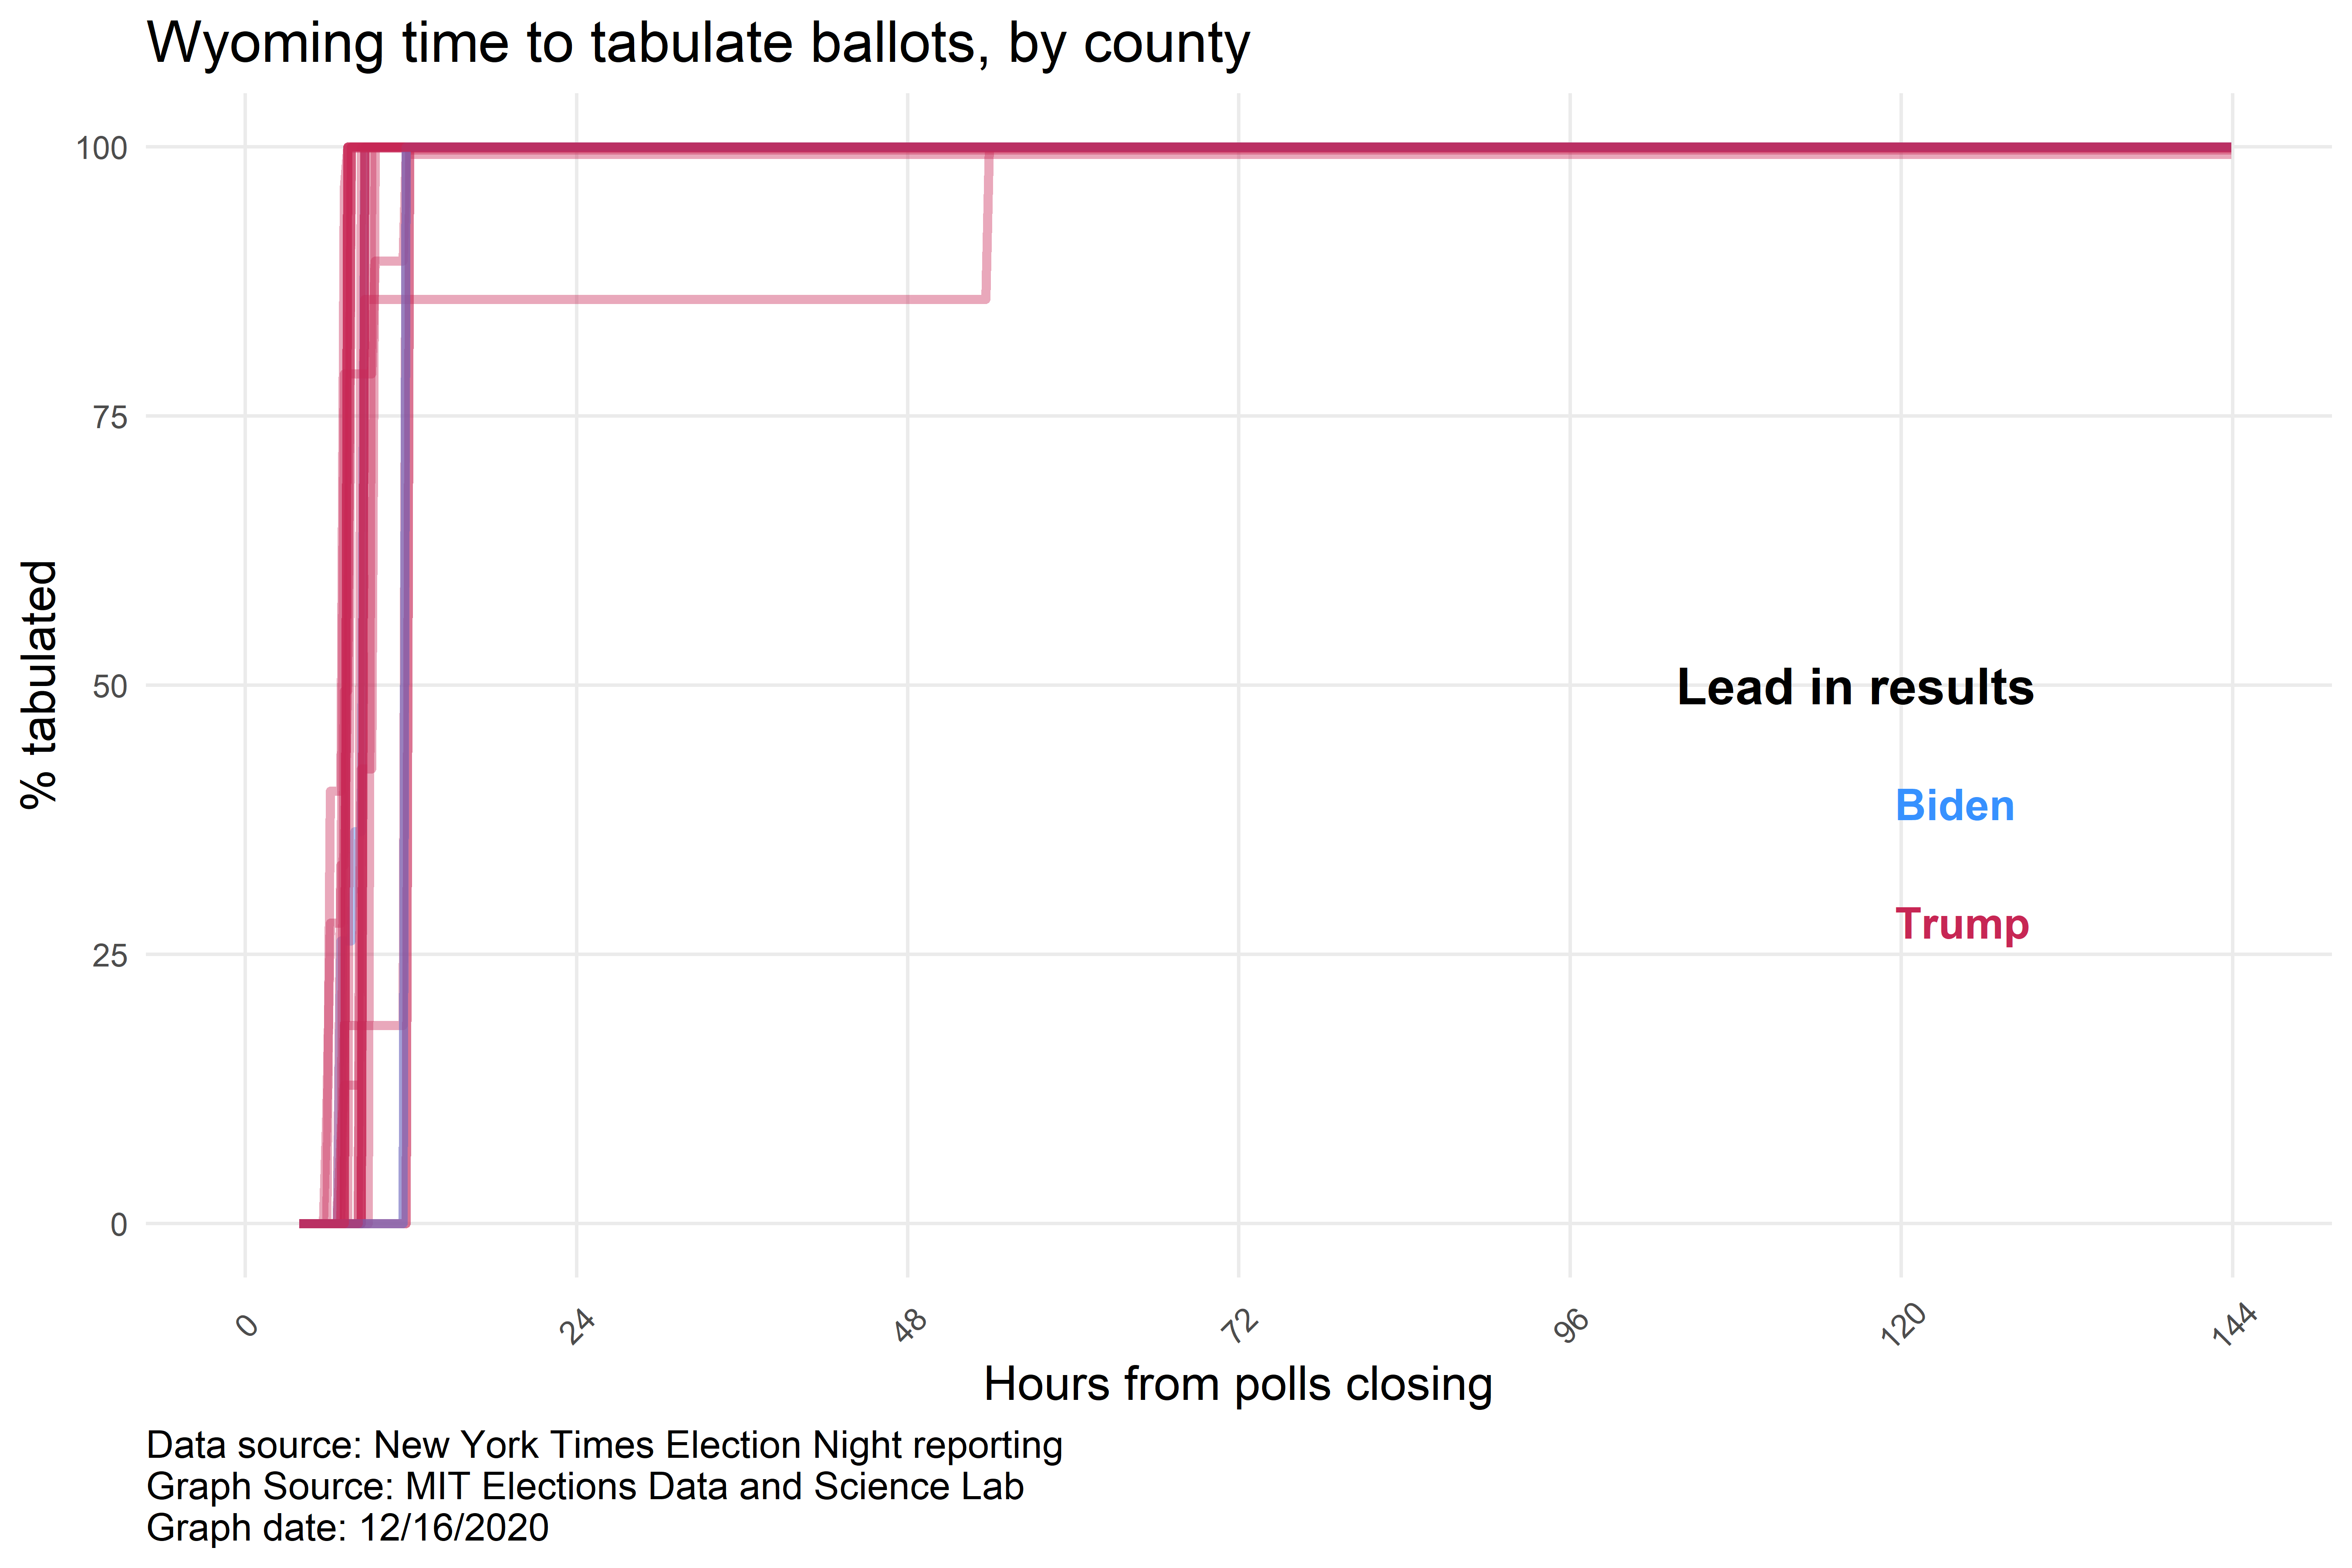 Wyoming time to tabulate ballots, by county
% tabulated
100
75
50
25
0
Lead in results
Biden
Trump
0 24 48 72 96 120 144
Hours from polls closing
Data source: New York Times Election Night reporting
Graph Source: MIT Elections Data and Science Lab
Graph date: 12/16/2020